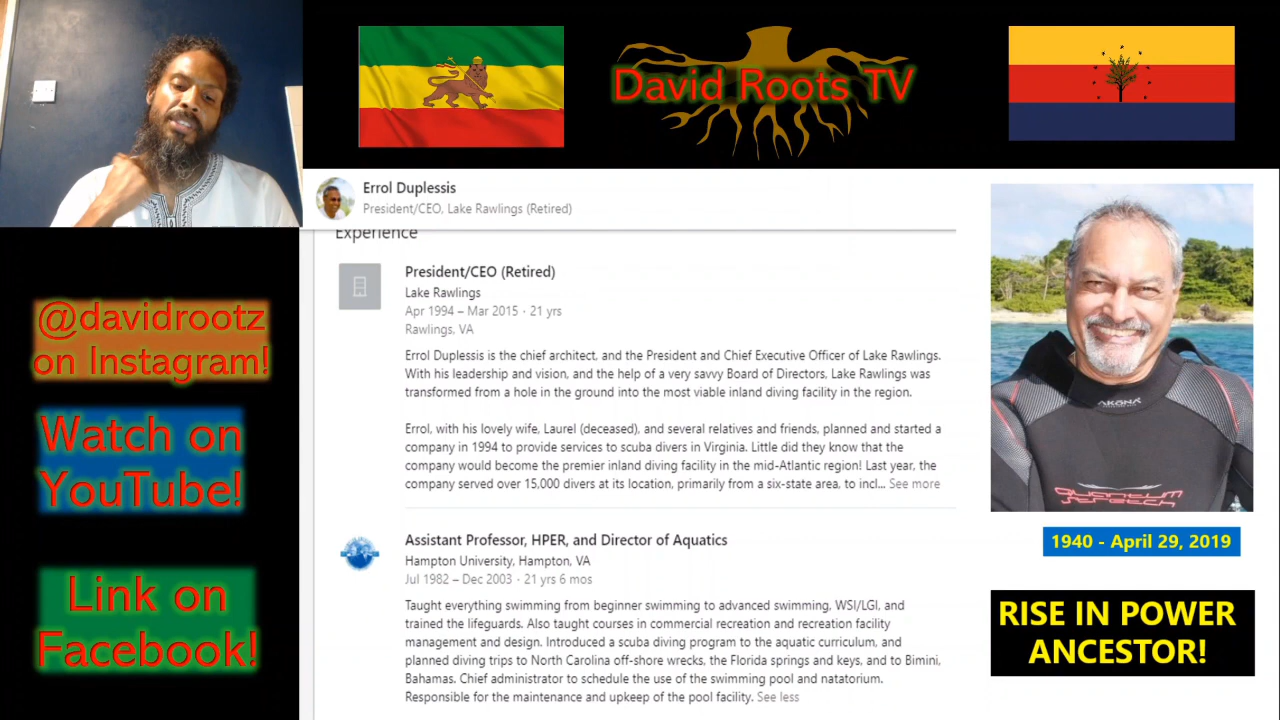 David Roots TV
@davidrootz
on Instagram!
Watch on
YouTube!
Link on
Facebook!
Errol Duplessis
President/CEO, Lake Rawlings (Retired)
Experience
President/CEO (Retired)
Lake Rawlings
Apr 1994 – Mar 2015 · 21 yrs
Rawlings, VA
Errol Duplessis is the chief architect, and the President and Chief Executive Officer of Lake Rawlings.
With his leadership and vision, and the help of a very savvy Board of Directors, Lake Rawlings was
transformed from a hole in the ground into the most viable inland diving facility in the region.
Errol, with his lovely wife, Laurel (deceased), and several relatives and friends, planned and started a
company in 1994 to provide services to scuba divers in Virginia. Little did they know that the
company would become the premier inland diving facility in the mid-Atlantic region! Last year, the
company served over 15,000 divers at its location, primarily from a six-state area, to incl... See more
Assistant Professor, HPER, and Director of Aquatics
Hampton University, Hampton, VA
Jul 1982 – Dec 2003 · 21 yrs 6 mos
Taught everything swimming from beginner swimming to advanced swimming, WSI/LGI, and
trained the lifeguards. Also taught courses in commercial recreation and recreation facility
management and design. Introduced a scuba diving program to the aquatic curriculum, and
planned diving trips to North Carolina off-shore wrecks, the Florida springs and keys, and to Bimini,
Bahamas. Chief administrator to schedule the use of the swimming pool and natatorium.
Responsible for the maintenance and upkeep of the pool facility. See less
AKONA
quantum
stretch
1940 - April 29, 2019
RISE IN POWER
ANCESTOR!